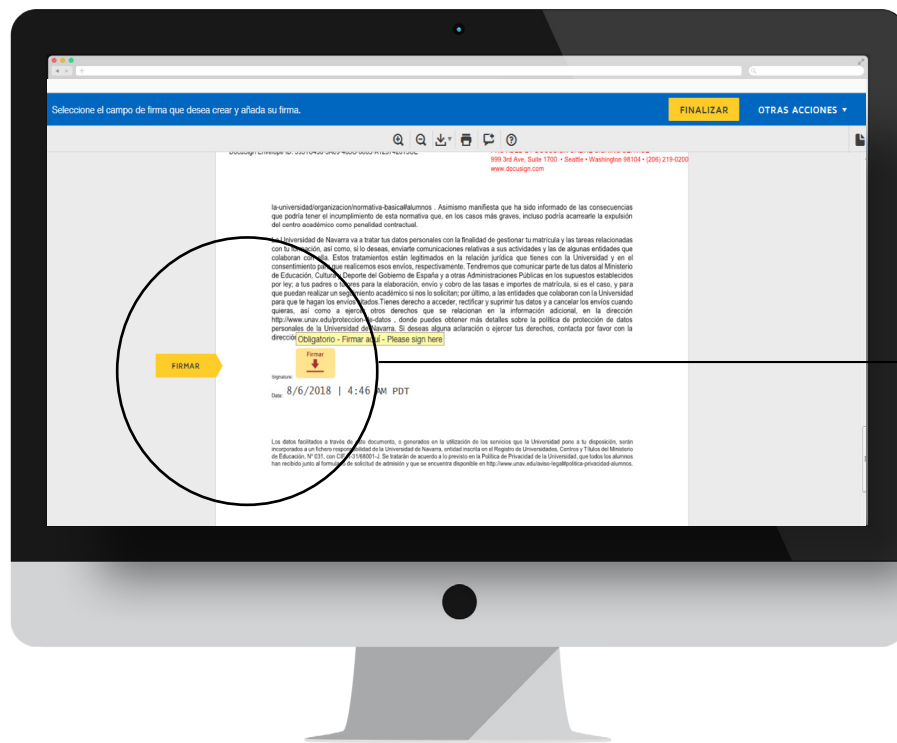 Seleccione el campo de firma que desea crear y añada su firma.
FINALIZAR
OTRAS ACCIONES
999 3rd Ave, Suite 1700 • Seattle • Washington 98104 • (206) 219-0200
www.docusign.com
la-universidad/organizacion/normativa-basica#alumnos . Asimismo manifiesta que ha sido informado de las consecuencias
que podría tener el incumplimiento de esta normativa que, en los casos más graves, incluso podría acarrearle la expulsión
del centro académico como penalidad contractual.
La Universidad de Navarra va a tratar tus datos personales con la finalidad de gestionar tu matrícula y las tareas relacionadas
con tu formación, así como, si lo deseas, enviarte comunicaciones relativas a sus actividades y las de algunas entidades que
colaboran con ella. Estos tratamientos están legitimados en la relación jurídica que tienes con la Universidad y en el
consentimiento para que realicemos esos envíos, respectivamente. Tendremos que comunicar parte de tus datos al Ministerio
de Educación, Cultura y Deporte del Gobierno de España y a otras Administraciones Públicas en los supuestos establecidos
por ley; a tus padres o tutores para la elaboración, envío y cobro de las tasas e importes de matrícula, si es el caso, y para
que puedan realizar un seguimiento académico si nos lo solicitan; por último, a las entidades que colaboran con la Universidad
para que te hagan los envíos citados.Tienes derecho a acceder, rectificar y suprimir tus datos y a cancelar los envíos cuando
quieras, así como a ejercer otros derechos que se relacionan en la información adicional, en la dirección
http://www.unav.edu/proteccion-de-datos , donde puedes obtener más detalles sobre la política de protección de datos
personales de la Universidad de Navarra. Si deseas alguna aclaración o ejercer tus derechos, contacta por favor con la
dirección
Obligatorio - Firmar aquí - Please sign here
FIRMAR
Firmar
Signature:
Date: 8/6/2018 | 4:46 AM PDT
Los datos facilitados a través de este documento, o generados en la utilización de los servicios que la Universidad pone a tu disposición, serán
incorporados a un fichero responsabilidad de la Universidad de Navarra, entidad inscrita en el Registro de Universidades, Centros y Títulos del Ministerio
de Educación, Nº 031, con CIF R-31/68001-J. Se tratarán de acuerdo a lo previsto en la Política de Privacidad de la Universidad, que todos los alumnos
han recibido junto al formulario de solicitud de admisión y que se encuentra disponible en http://www.unav.edu/aviso-legal#politica-privacidad-alumnos.